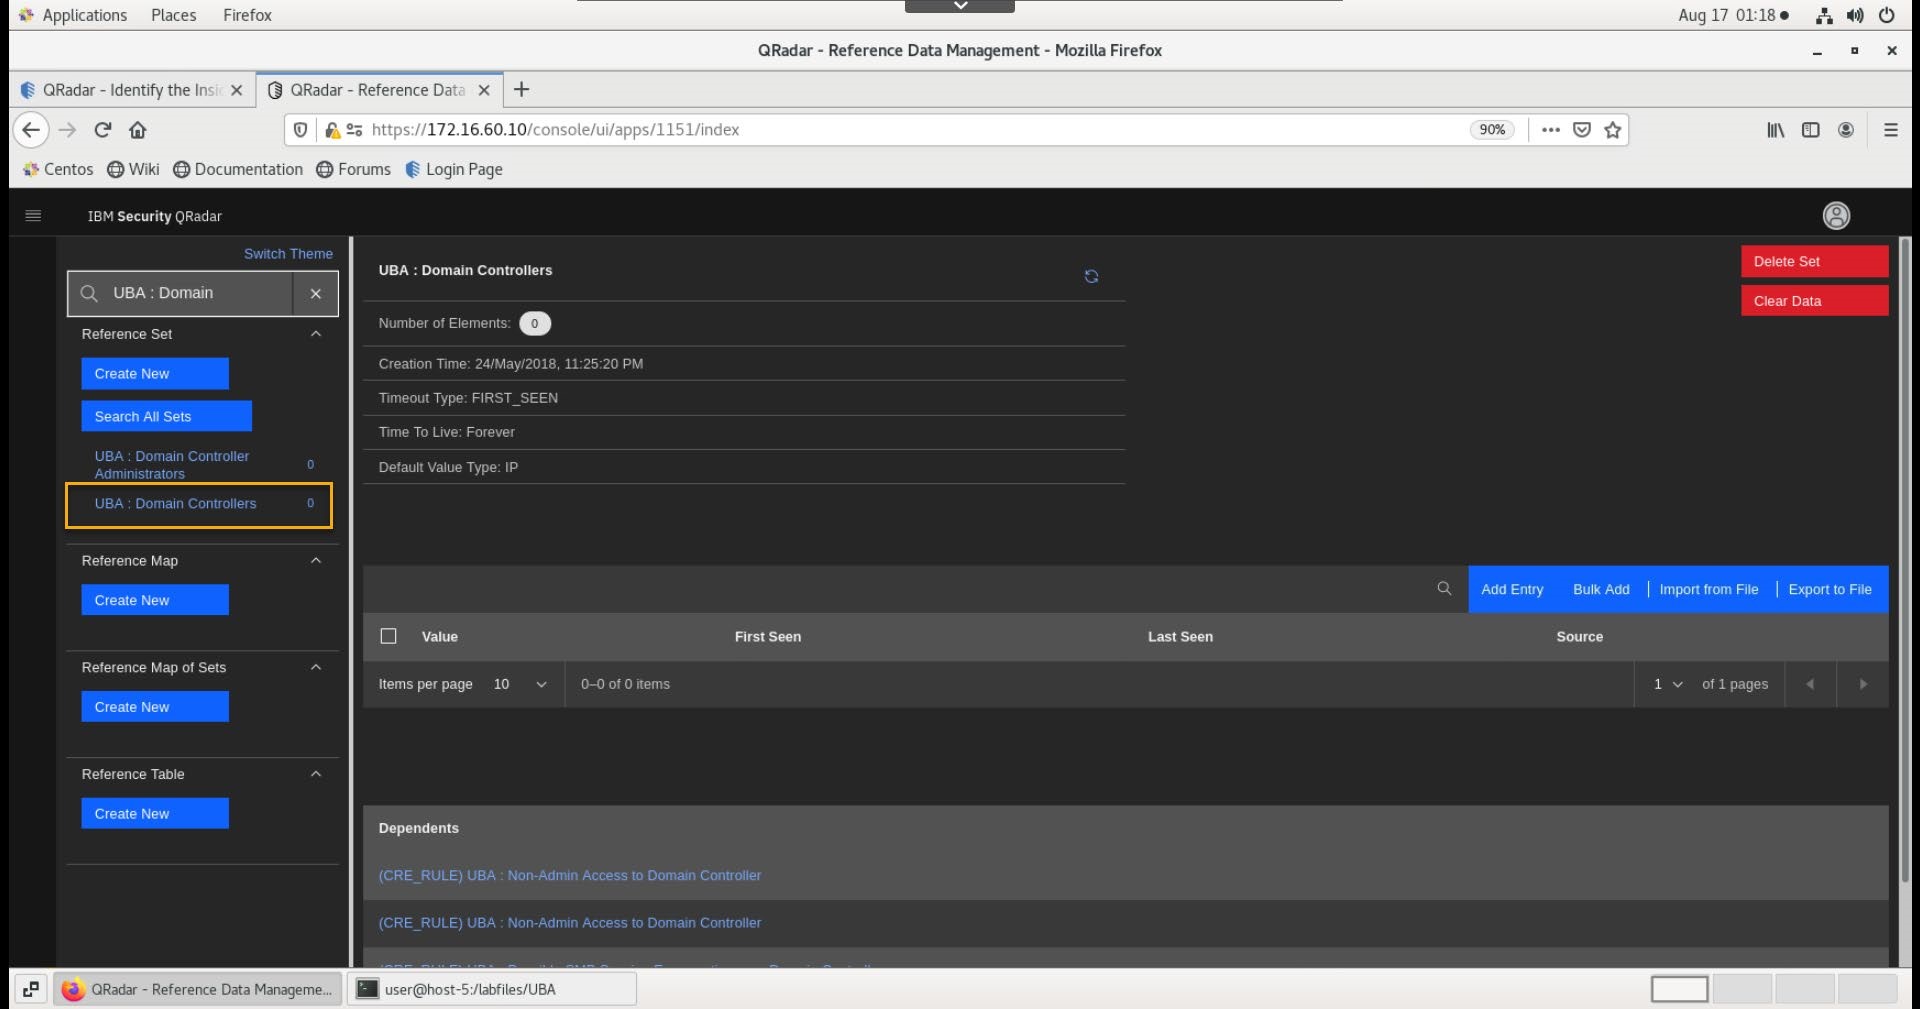 Applications Places Firefox
Aug 17 01:18
QRadar - Reference Data Management - Mozilla Firefox
QRadar - Identify the Insi
QRadar - Reference Data
https://172.16.60.10/console/ui/apps/1151/index
90%
Centos Wiki Documentation Forums Login Page
IBM Security QRadar
Switch Theme
UBA : Domain
Reference Set
Create New
Search All Sets
UBA : Domain Controller
Administrators
0
UBA : Domain Controllers 0
Reference Map
Create New
Reference Map of Sets
Create New
Reference Table
Create New
UBA : Domain Controllers
Number of Elements: 0
Creation Time: 24/May/2018, 11:25:20 PM
Timeout Type: FIRST_SEEN
Time To Live: Forever
Default Value Type: IP
Delete Set
Clear Data
Add Entry Bulk Add | Import from File | Export to File
Value First Seen Last Seen Source
Items per page 10 0–0 of 0 items 1 of 1 pages
Dependents
(CRE_RULE) UBA : Non-Admin Access to Domain Controller
(CRE_RULE) UBA : Non-Admin Access to Domain Controller
QRadar - Reference Data Manageme...
user@host-5:/labfiles/UBA